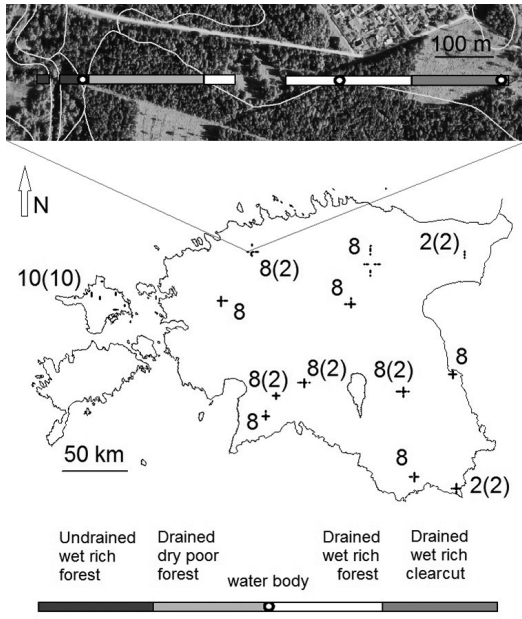 100 m
N
8
2(2)
8(2)
10(10)
8
8
8
8(2)
8(2)
8(2)
8
8
2(2)
50 km
Undrained
wet rich
forest
Drained
dry poor
forest
water body
Drained
wet rich
forest
Drained
wet rich
clearcut